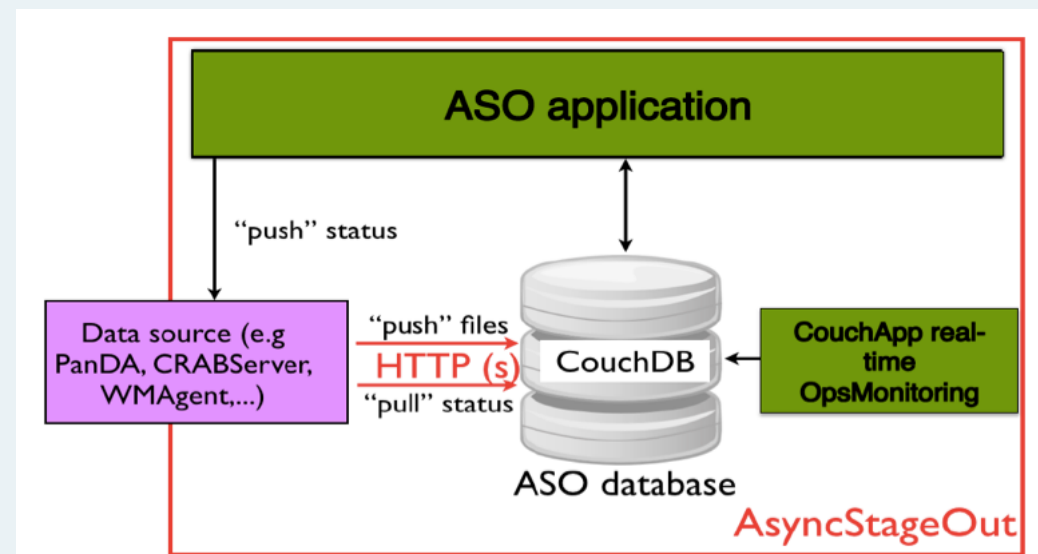 ASO application
“push” status
Data source (e.g
PanDA, CRABServer,
WMAgent,...)
“push” files
HTTP (s)
“pull” status
CouchDB
CouchApp real-
time
OpsMonitoring
ASO database
AsyncStageOut